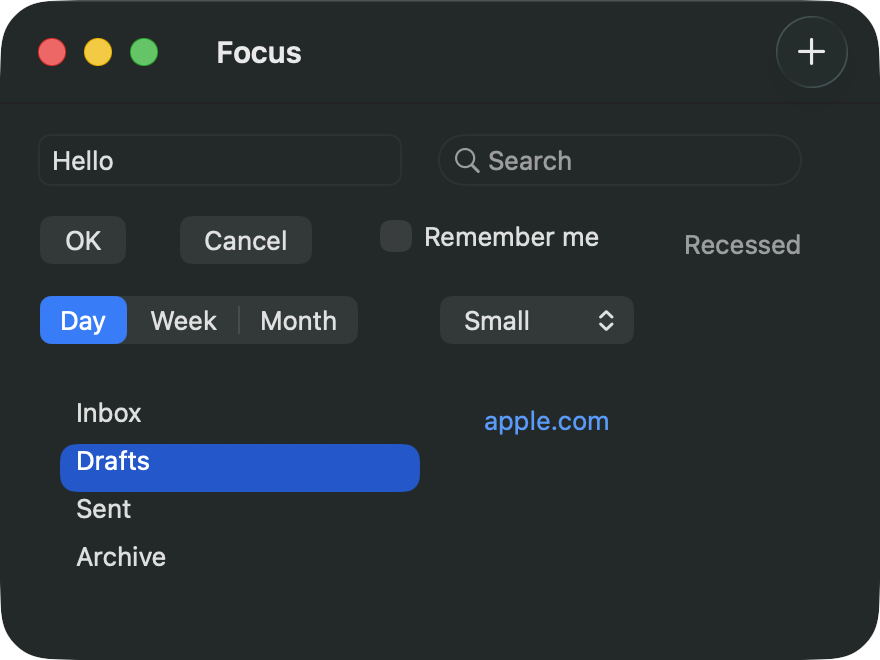 Focus
Hello
Search
OK
Cancel
Remember me
Recessed
Day
Week
Month
Small
Inbox
apple.com
Drafts
Sent
Archive